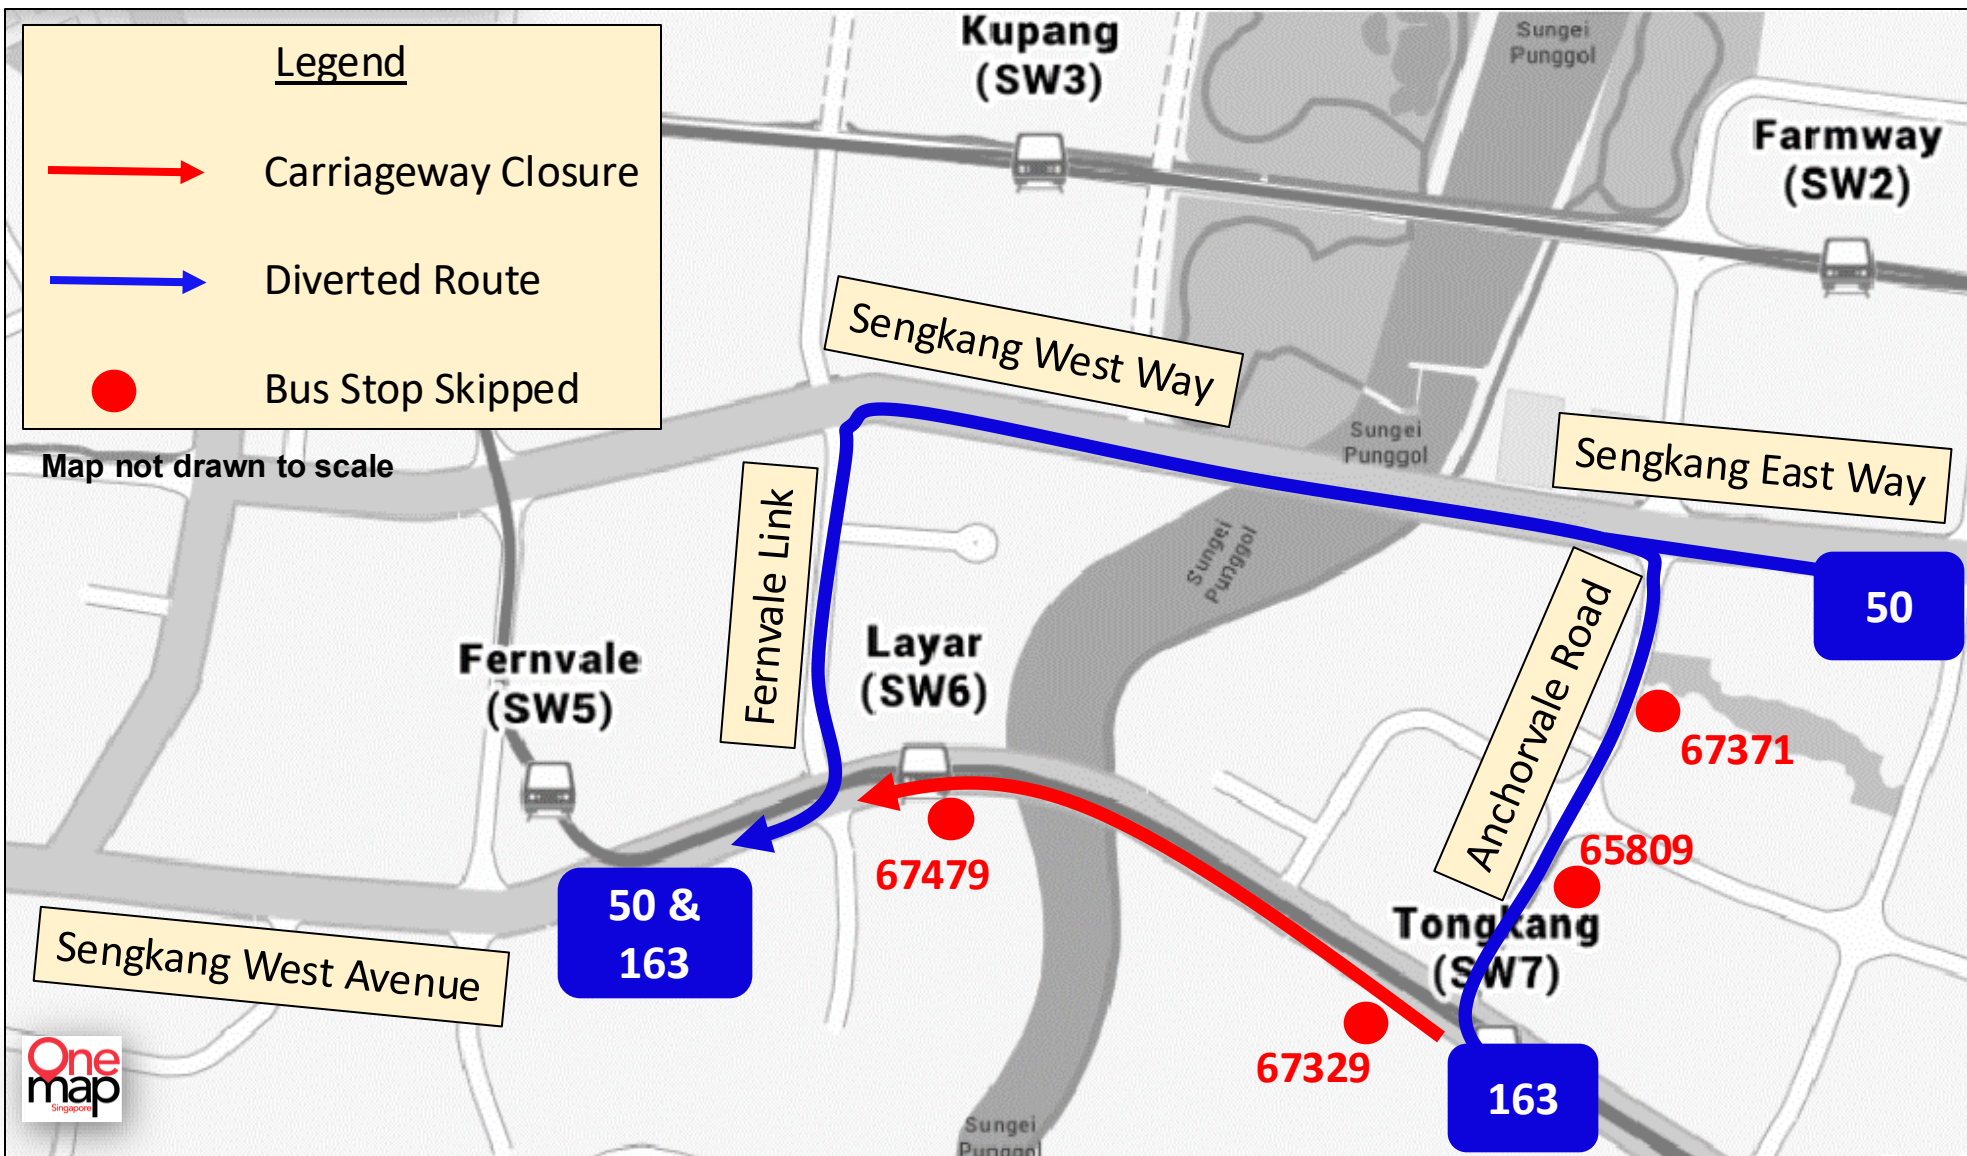 Legend
Carriageway Closure
Diverted Route
Bus Stop Skipped
Map not drawn to scale
Kupang
(SW3)
Sungei
Punggol
Farmway
(SW2)
Sengkang West Way
Sungei
Punggol
Sengkang East Way
Fernvale Link
Sungei
Punggol
50
Anchorvale Road
Fernvale
(SW5)
Layar
(SW6)
67371
67479
65809
50 &
163
Tongkang
(SW7)
Sengkang West Avenue
67329
163
One
map
Singapore
Sungei
Punggol